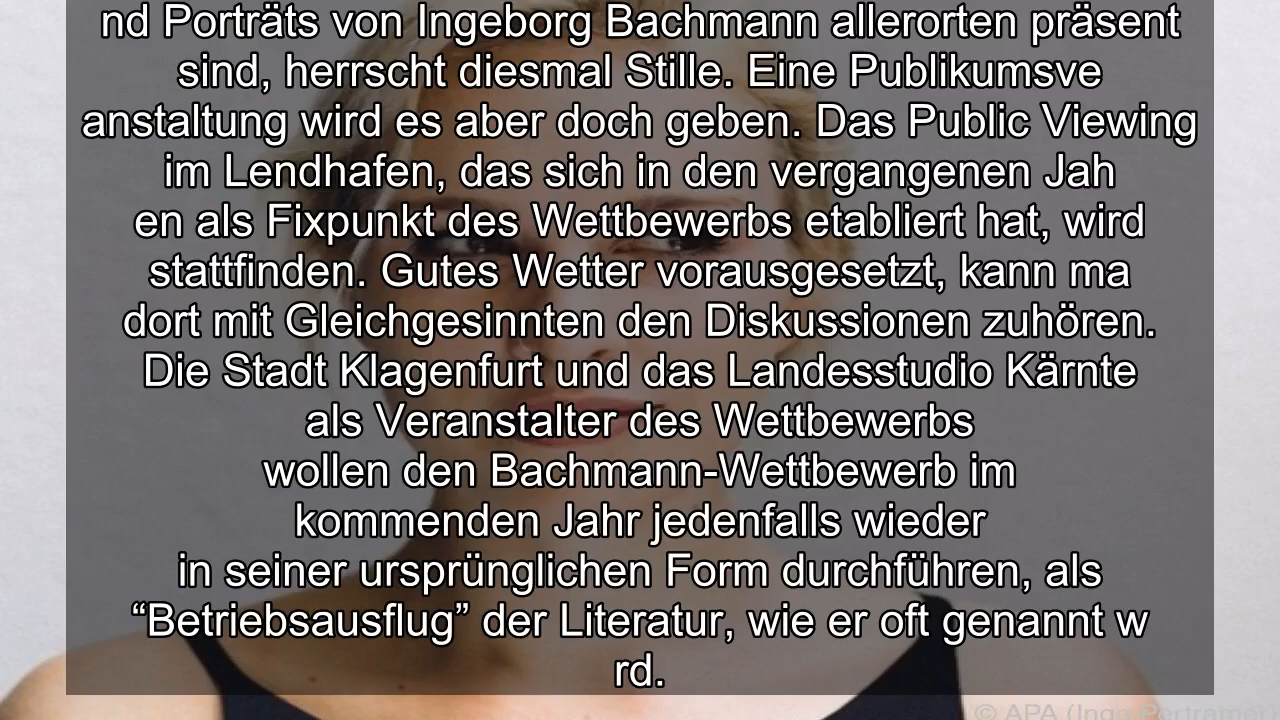 nd Porträts von Ingeborg Bachmann allerorten präsent
sind, herrscht diesmal Stille. Eine Publikumsve
anstaltung wird es aber doch geben. Das Public Viewing
im Lendhafen, das sich in den vergangenen Jah
en als Fixpunkt des Wettbewerbs etabliert hat, wird
stattfinden. Gutes Wetter vorausgesetzt, kann ma
dort mit Gleichgesinnten den Diskussionen zuhören.
Die Stadt Klagenfurt und das Landesstudio Kärnte
als Veranstalter des Wettbewerbs
wollen den Bachmann-Wettbewerb im
kommenden Jahr jedenfalls wieder
in seiner ursprünglichen Form durchführen, als
“Betriebsausflug” der Literatur, wie er oft genannt w
rd.
© APA (Ingo Pertramer)